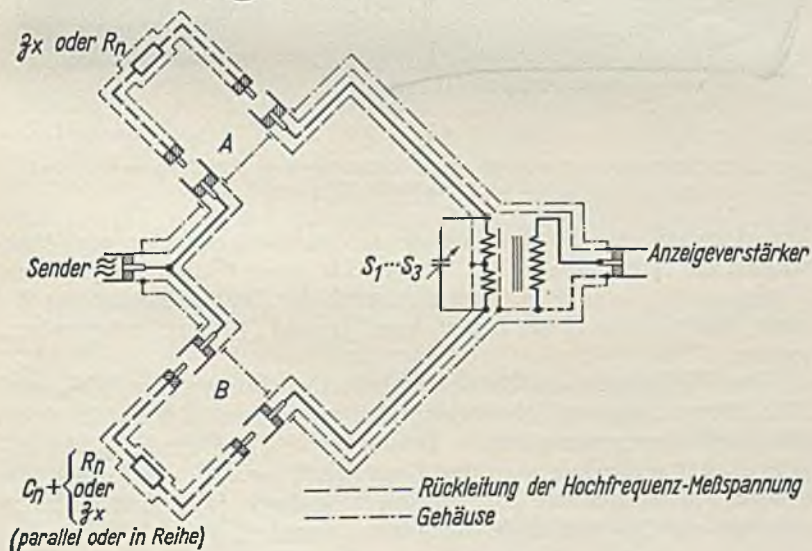 𝔷x oder Rn
A
Sender
S1···S3
Anzeigeverstärker
B
Cn + { Rn
oder
𝔷x
(parallel oder in Reihe)
Rückleitung der Hochfrequenz-Meßspannung
Gehäuse